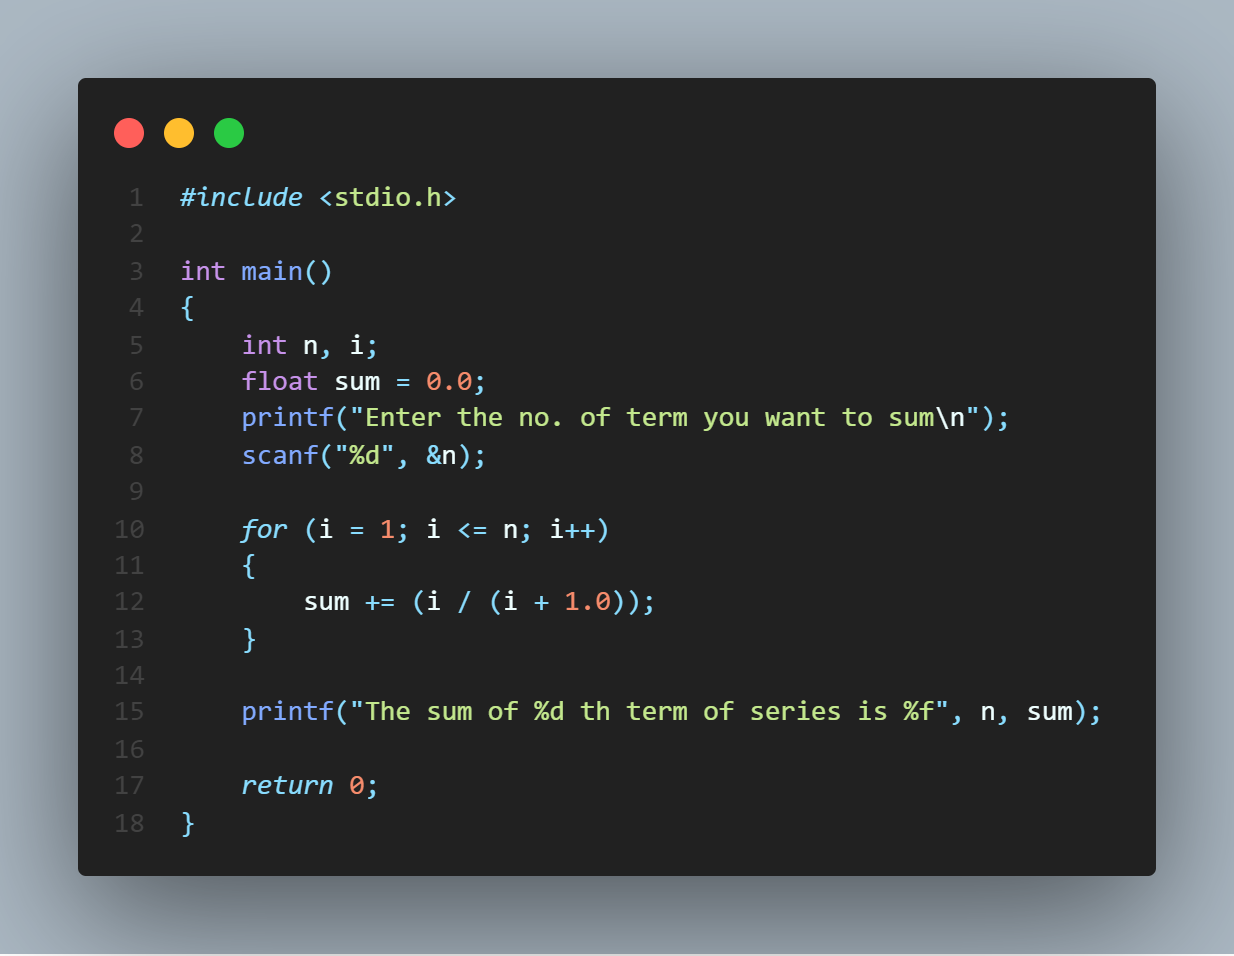 1 #include <stdio.h>
2
3 int main()
4 {
5     int n, i;
6     float sum = 0.0;
7     printf("Enter the no. of term you want to sum\n");
8     scanf("%d", &n);
9
10     for (i = 1; i <= n; i++)
11     {
12         sum += (i / (i + 1.0));
13     }
14
15     printf("The sum of %d th term of series is %f", n, sum);
16
17     return 0;
18 }